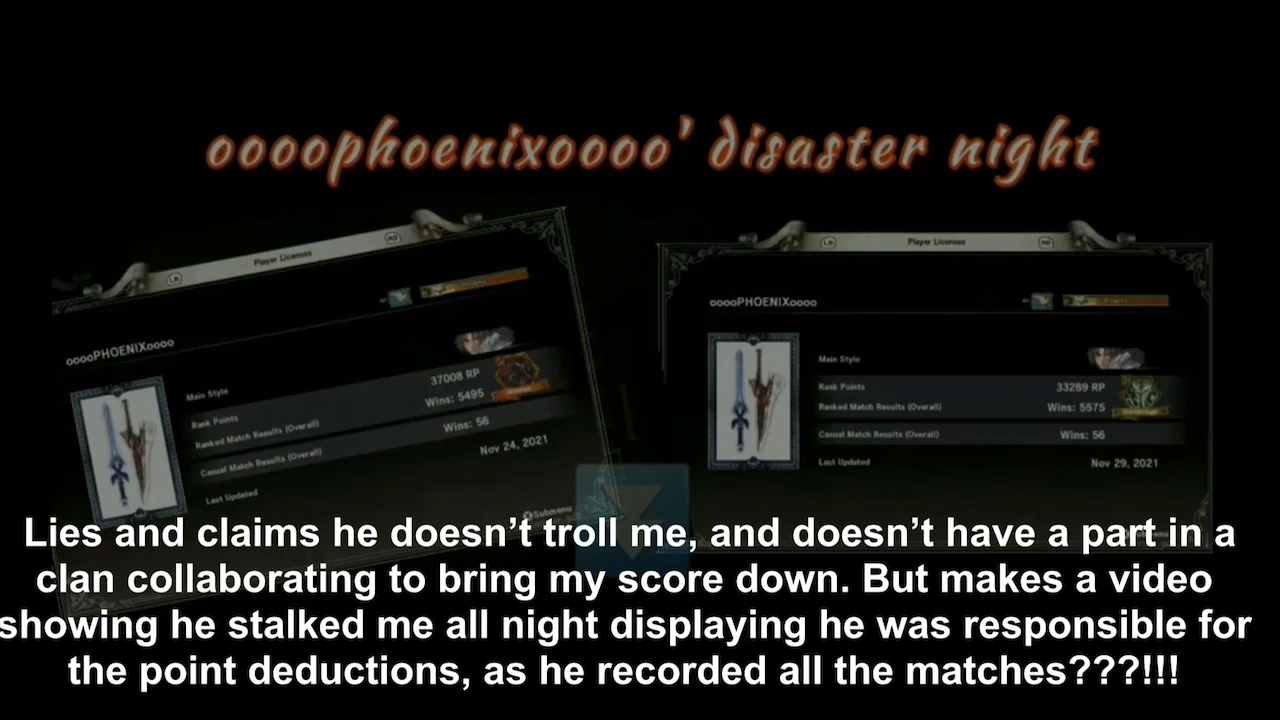 oooophoenixoooo' disaster night
LB
Player Licenses
RB
ooooPHOENIXoooo
Main Style
Rank Points
37008 RP
Ranked Match Results (Overall)
Wins: 5495
Casual Match Results (Overall)
Wins: 56
Last Updated
Nov 24, 2021
Submenu
LB
Player Licenses
RB
ooooPHOENIXoooo
Main Style
Rank Points
33289 RP
Ranked Match Results (Overall)
Wins: 5575
Casual Match Results (Overall)
Wins: 56
Last Updated
Nov 29, 2021
Lies and claims he doesn’t troll me, and doesn’t have a part in a
clan collaborating to bring my score down. But makes a video
showing he stalked me all night displaying he was responsible for
the point deductions, as he recorded all the matches???!!!